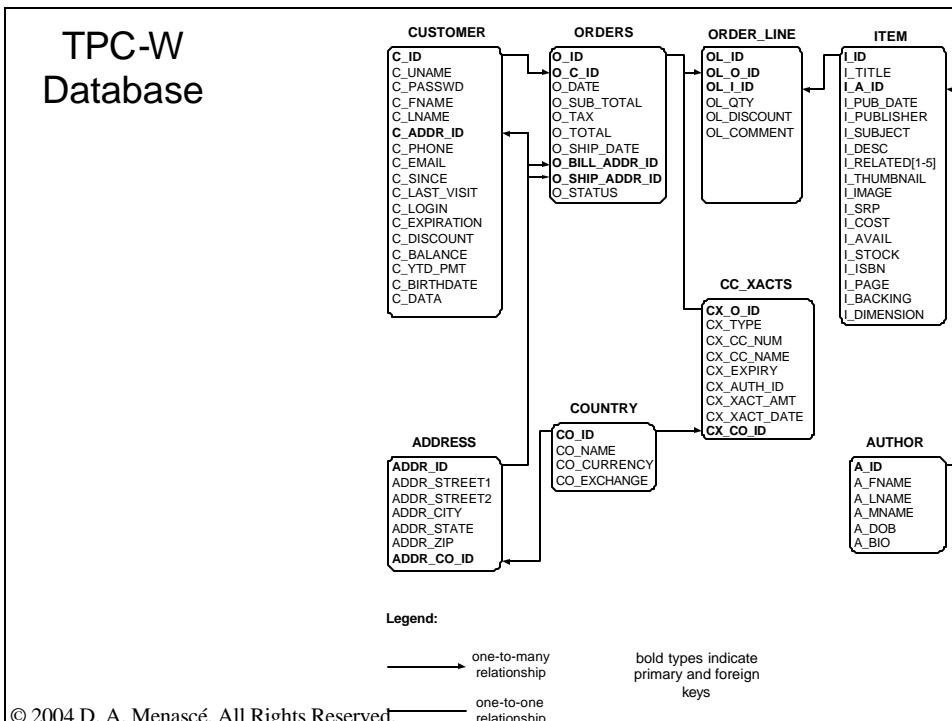 TPC-W
Database
CUSTOMER
C_ID
C_UNAME
C_PASSWD
C_FNAME
C_LNAME
C_ADDR_ID
C_PHONE
C_EMAIL
C_SINCE
C_LAST_VISIT
C_LOGIN
C_EXPIRATION
C_DISCOUNT
C_BALANCE
C_YTD_PMT
C_BIRTHDATE
C_DATA
ORDERS
O_ID
O_C_ID
O_DATE
O_SUB_TOTAL
O_TAX
O_TOTAL
O_SHIP_DATE
O_BILL_ADDR_ID
O_SHIP_ADDR_ID
O_STATUS
ORDER_LINE
OL_ID
OL_O_ID
OL_I_ID
OL_QTY
OL_DISCOUNT
OL_COMMENT
ITEM
I_ID
I_TITLE
I_A_ID
I_PUB_DATE
I_PUBLISHER
I_SUBJECT
I_DESC
I_RELATED[1-5]
I_THUMBNAIL
I_IMAGE
I_SRP
I_COST
I_AVAIL
I_STOCK
I_ISBN
I_PAGE
I_BACKING
I_DIMENSION
CC_XACTS
CX_O_ID
CX_TYPE
CX_CC_NUM
CX_CC_NAME
CX_EXPIRY
CX_AUTH_ID
CX_XACT_AMT
CX_XACT_DATE
CX_CO_ID
COUNTRY
CO_ID
CO_NAME
CO_CURRENCY
CO_EXCHANGE
ADDRESS
ADDR_ID
ADDR_STREET1
ADDR_STREET2
ADDR_CITY
ADDR_STATE
ADDR_ZIP
ADDR_CO_ID
AUTHOR
A_ID
A_FNAME
A_LNAME
A_MNAME
A_DOB
A_BIO
Legend:
one-to-many
relationship
bold types indicate
primary and foreign
keys
one-to-one
relationship
© 2004 D. A. Menascé. All Rights Reserved.